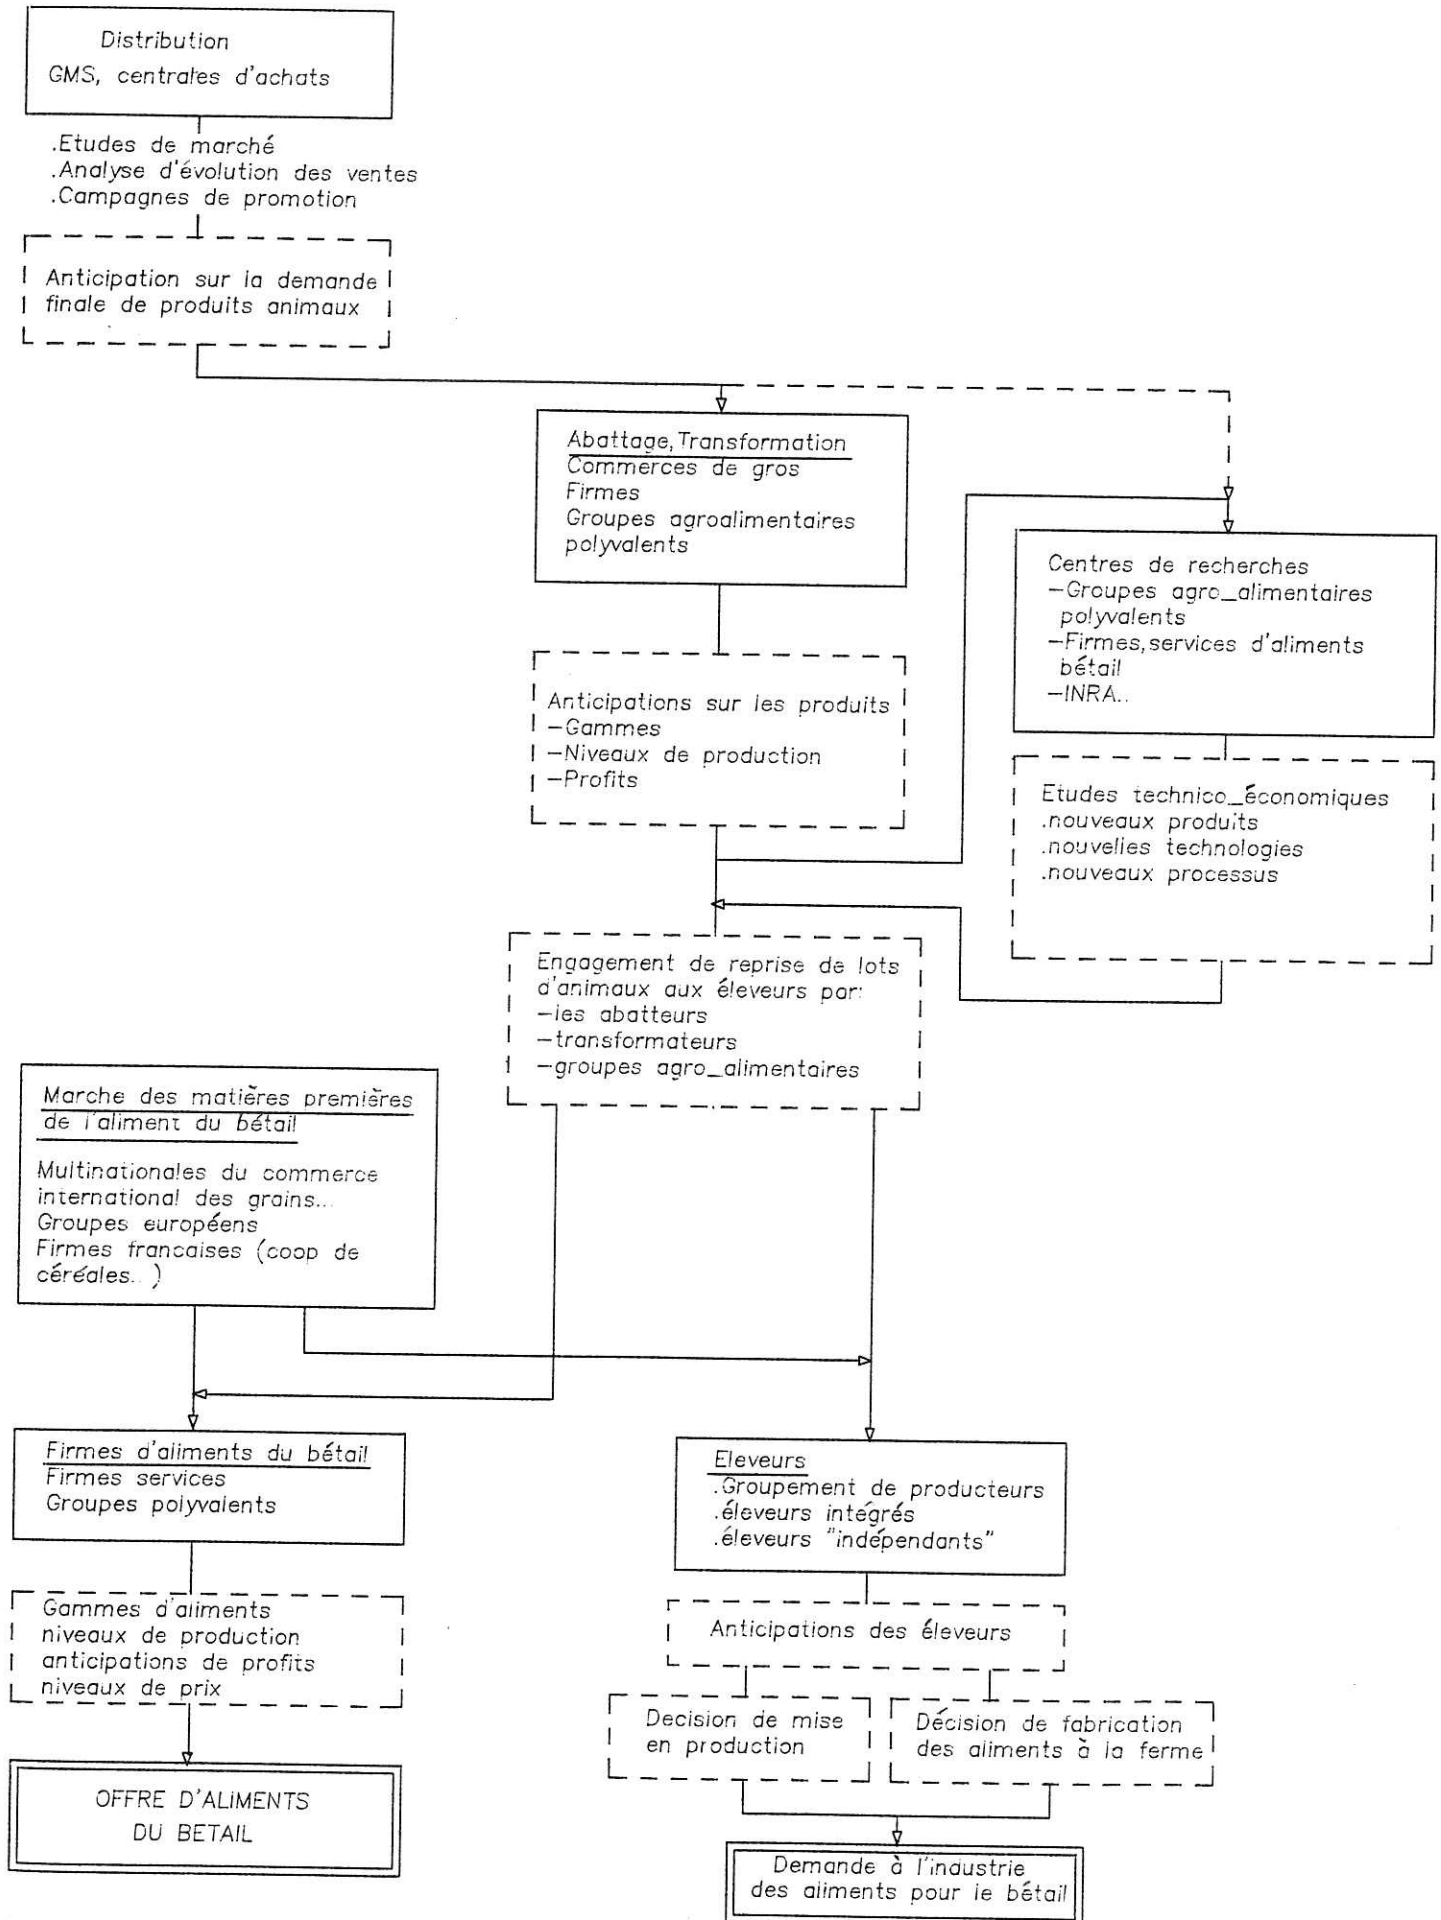 Distribution
GMS, centrales d'achats
.Etudes de marché
.Analyse d'évolution des ventes
.Campagnes de promotion
Anticipation sur la demande
finale de produits animaux
Abattage,Transformation
Commerces de gros
Firmes
Groupes agroalimentaires
polyvalents
Centres de recherches
-Groupes agro_alimentaires
polyvalents
-Firmes,services d'aliments
bétail
-INRA..
Anticipations sur les produits
-Gammes
-Niveaux de production
-Profits
Etudes technico_économiques
.nouveaux produits
.nouvelles technologies
.nouveaux processus
Engagement de reprise de lots
d'animaux aux éleveurs par:
-les abatteurs
-transformateurs
-groupes agro_alimentaires
Marche des matières premières
de l'aliment du bétail
Multinationales du commerce
international des grains...
Groupes européens
Firmes francaises (coop de
céréales.. )
Firmes d'aliments du bétail
Firmes services
Groupes polyvalents
Eleveurs
.Groupement de producteurs
.éleveurs intégrés
.éleveurs "indépendants"
Gammes d'aliments
niveaux de production
anticipations de profits
niveaux de prix
Anticipations des éleveurs
Decision de mise
en production
Décision de fabrication
des aliments à la ferme
OFFRE D'ALIMENTS
DU BETAIL
Demande à l'industrie
des aliments pour le bétail